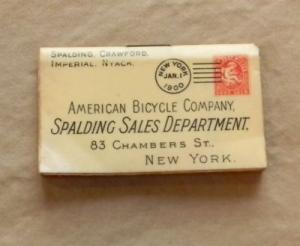 SPALDING, CRAWFORD,
IMPERIAL, NYACK.
NEW YORK
JAN. 1
1900
AMERICAN BICYCLE COMPANY,
SPALDING SALES DEPARTMENT,
83 CHAMBERS ST.,
NEW YORK.